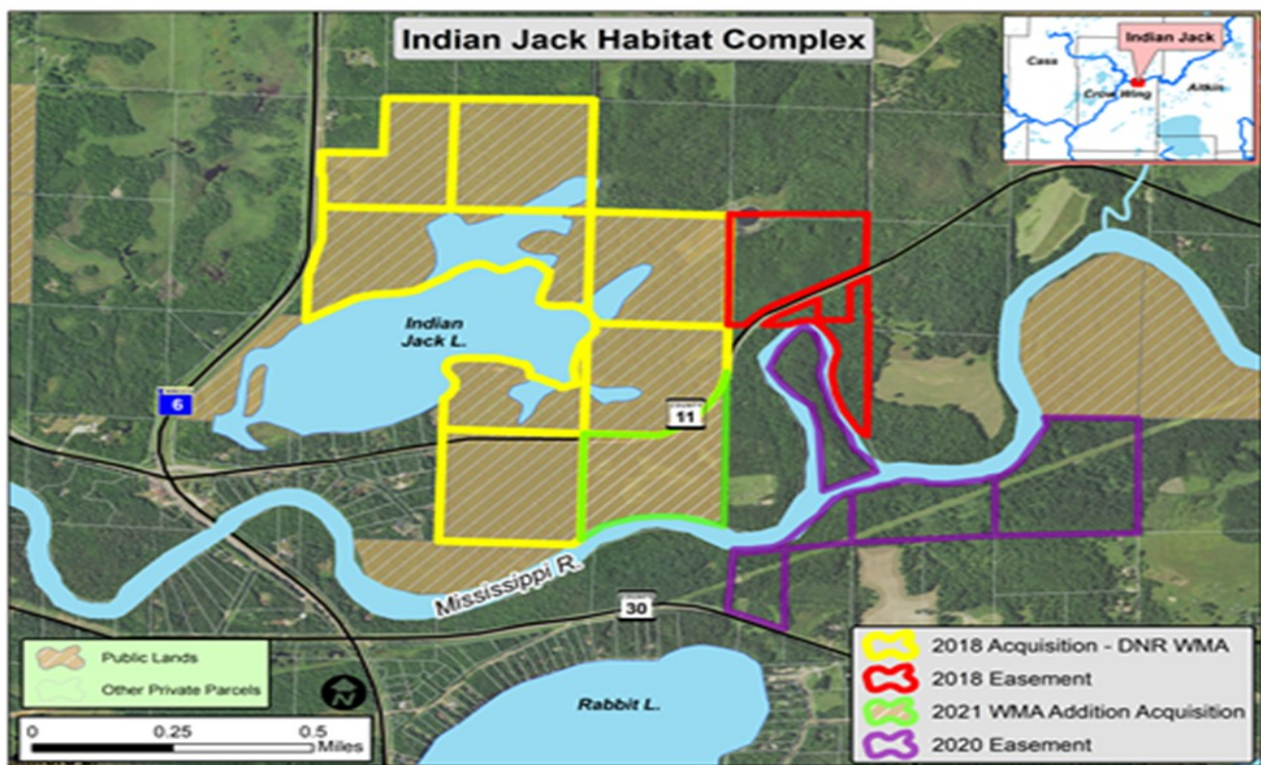 Indian Jack Habitat Complex
Indian Jack
Cass
Crow Wing
Aitkin
Indian
Jack L.
6
11
Mississippi R.
30
Rabbit L.
Public Lands
Other Private Parcels
N
0 0.25 0.5
Miles
2018 Acquisition - DNR WMA
2018 Easement
2021 WMA Addition Acquisition
2020 Easement